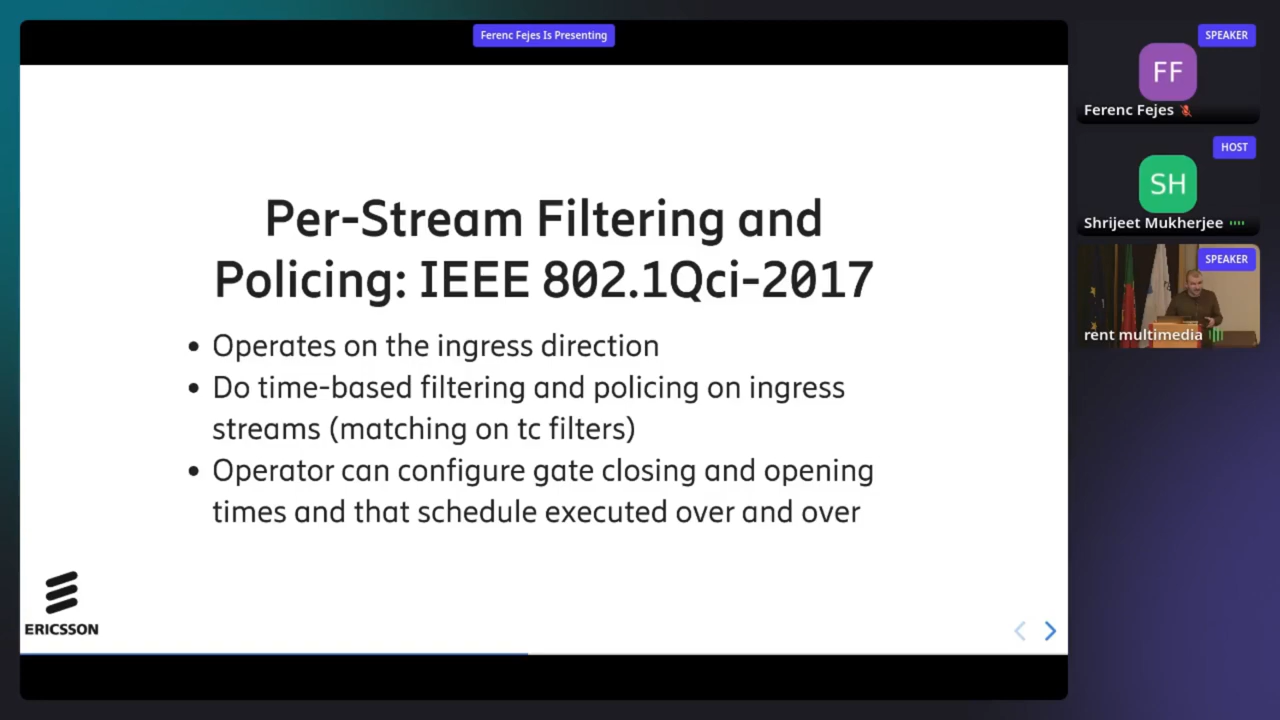 Ferenc Fejes Is Presenting
Per-Stream Filtering and
Policing: IEEE 802.1Qci-2017
• Operates on the ingress direction
• Do time-based filtering and policing on ingress
streams (matching on tc filters)
• Operator can configure gate closing and opening
times and that schedule executed over and over
ERICSSON
SPEAKER
FF
Ferenc Fejes
HOST
SH
Shrijeet Mukherjee
SPEAKER
rent multimedia